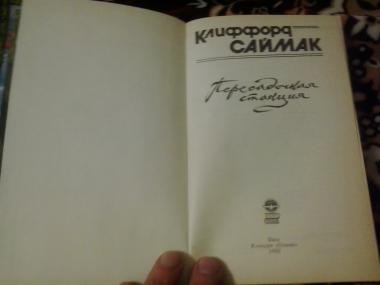 Клиффорд
САЙМАК
Пересадочная
станция